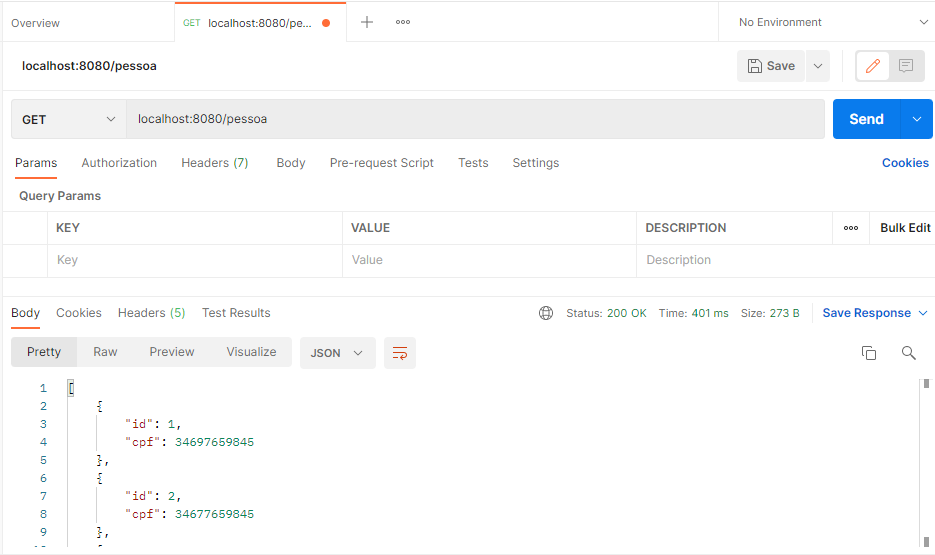 Overview
GET localhost:8080/pe...
No Environment
localhost:8080/pessoa
Save
GET
localhost:8080/pessoa
Send
Params Authorization Headers (7) Body Pre-request Script Tests Settings Cookies
Query Params
KEY VALUE DESCRIPTION Bulk Edit
Key Value Description
Body Cookies Headers (5) Test Results Status: 200 OK Time: 401 ms Size: 273 B Save Response
Pretty Raw Preview Visualize JSON
1 [
2 {
3 "id": 1,
4 "cpf": 34697659845
5 },
6 {
7 "id": 2,
8 "cpf": 34677659845
9 },